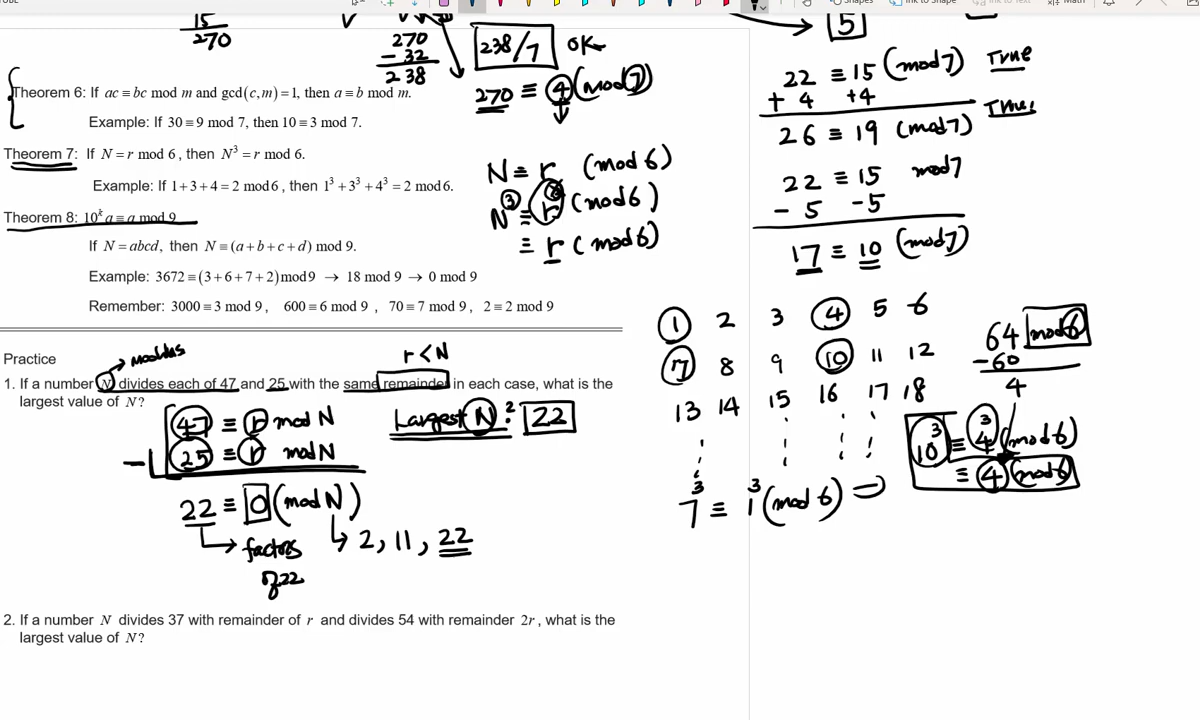 Shapes
Ink to Shape
Math
15
270
270
- 32
238
238/7 OK
270 ≡ 4 (mod 7)
5
22 ≡ 15 (mod 7) True
+ 4 +4
26 ≡ 19 (mod 7) True
22 ≡ 15 mod 7
- 5 -5
17 ≡ 10 (mod 7)
Theorem 6: If ac ≡ bc mod m and gcd(c, m) = 1, then a ≡ b mod m.
Example: If 30 ≡ 9 mod 7, then 10 ≡ 3 mod 7.
Theorem 7: If N = r mod 6, then N³ = r mod 6.
Example: If 1+3+4 = 2 mod 6, then 1³+3³+4³ = 2 mod 6.
Theorem 8: 10ᵏa ≡ a mod 9
If N = abcd, then N ≡ (a+b+c+d) mod 9.
Example: 3672 ≡ (3+6+7+2) mod 9 → 18 mod 9 → 0 mod 9
Remember: 3000 ≡ 3 mod 9, 600 ≡ 6 mod 9, 70 ≡ 7 mod 9, 2 ≡ 2 mod 9
N ≡ r (mod 6)
N³ ≡ r³ (mod 6)
≡ r (mod 6)
1 2 3 4 5 6
7 8 9 10 11 12
13 14 15 16 17 18
7³ ≡ 1³ (mod 6) ⇒
64 mod 6
-60
4
10³ ≡ 4³ (mod 6)
≡ 4 (mod 6)
Practice
modulus
r < N
1. If a number N divides each of 47 and 25 with the same remainder in each case, what is the
largest value of N?
47 ≡ r mod N
25 ≡ r mod N
22 ≡ 0 (mod N)
factors
of 22
2, 11, 22
Largest N? 22
2. If a number N divides 37 with remainder of r and divides 54 with remainder 2r, what is the
largest value of N?